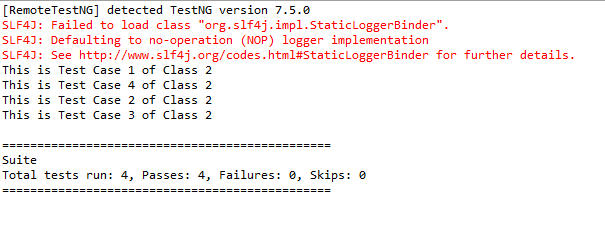 [RemoteTestNG] detected TestNG version 7.5.0
SLF4J: Failed to load class "org.slf4j.impl.StaticLoggerBinder".
SLF4J: Defaulting to no-operation (NOP) logger implementation
SLF4J: See http://www.slf4j.org/codes.html#StaticLoggerBinder for further details.
This is Test Case 1 of Class 2
This is Test Case 4 of Class 2
This is Test Case 2 of Class 2
This is Test Case 3 of Class 2
===============================================
Suite
Total tests run: 4, Passes: 4, Failures: 0, Skips: 0
===============================================